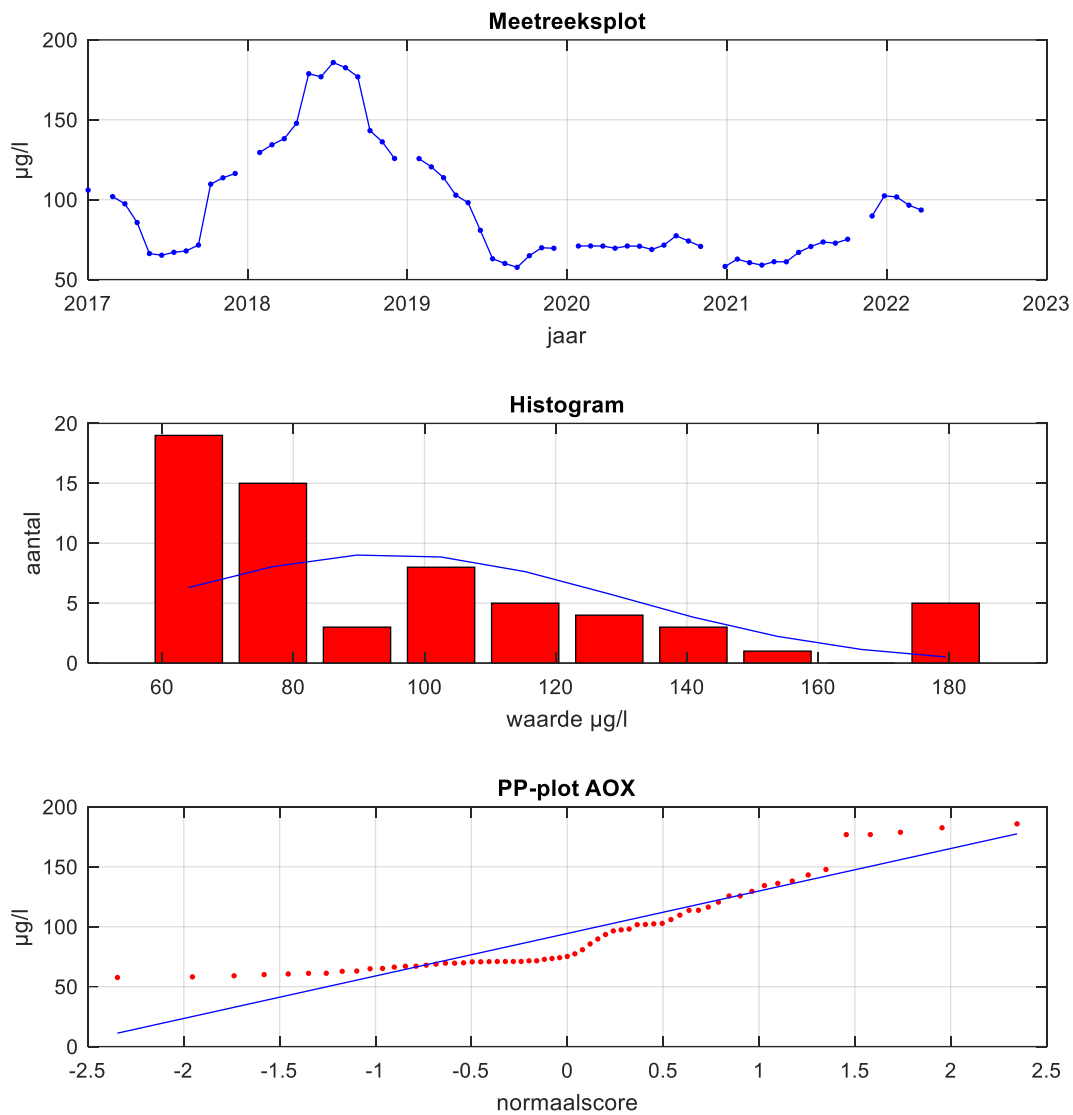 Meetreeksplot
200
150
100
50
µg/l
2017 2018 2019 2020 2021 2022 2023
jaar
Histogram
20
15
10
5
0
aantal
60 80 100 120 140 160 180
waarde µg/l
PP-plot AOX
200
150
100
50
0
µg/l
-2.5 -2 -1.5 -1 -0.5 0 0.5 1 1.5 2 2.5
normaalscore